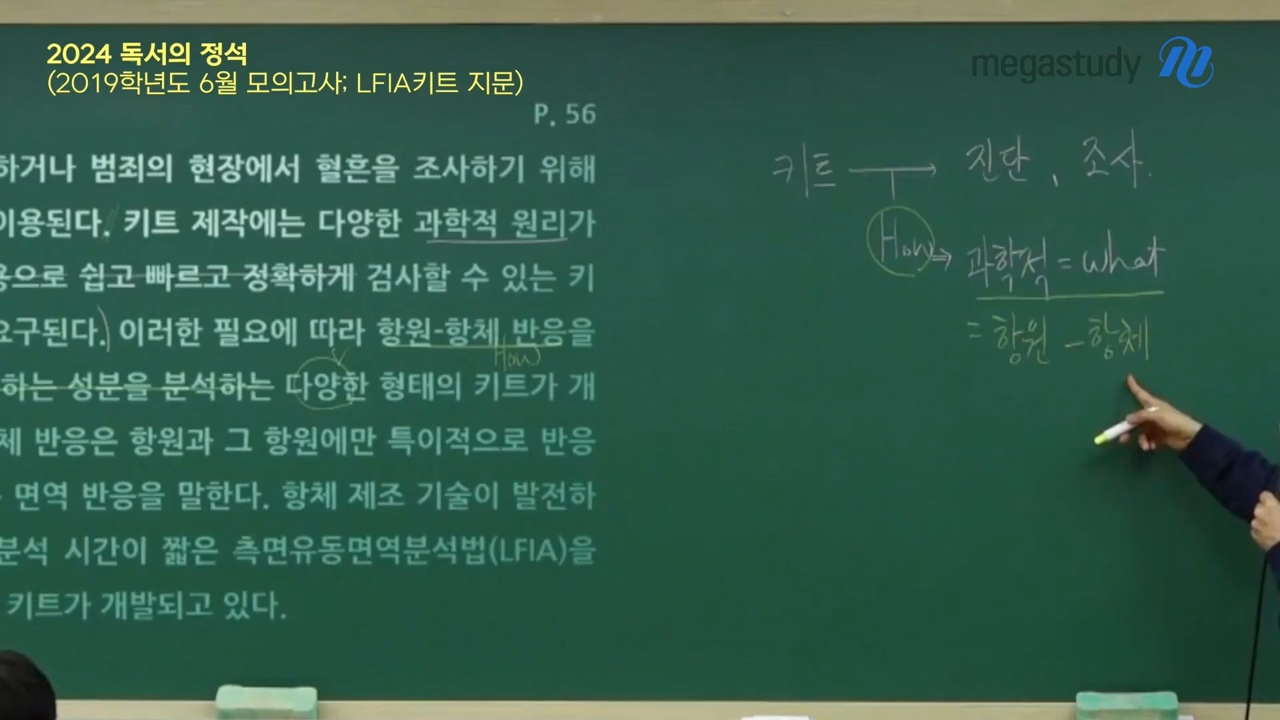 2024 독서의 정석
(2019학년도 6월 모의고사; LFIA키트 지문)
megastudy
P. 56
하거나 범죄의 현장에서 혈흔을 조사하기 위해
이용된다. 키트 제작에는 다양한 과학적 원리가
용으로 쉽고 빠르고 정확하게 검사할 수 있는 키
요구된다. 이러한 필요에 따라 항원-항체 반응을
How
하는 성분을 분석하는 다양한 형태의 키트가 개
체 반응은 항원과 그 항원에만 특이적으로 반응
면역 반응을 말한다. 항체 제조 기술이 발전하
분석 시간이 짧은 측면유동면역분석법(LFIA)을
키트가 개발되고 있다.
키트 → 진단, 조사.
How ⇒ 과학적 = what
= 항원 - 항체